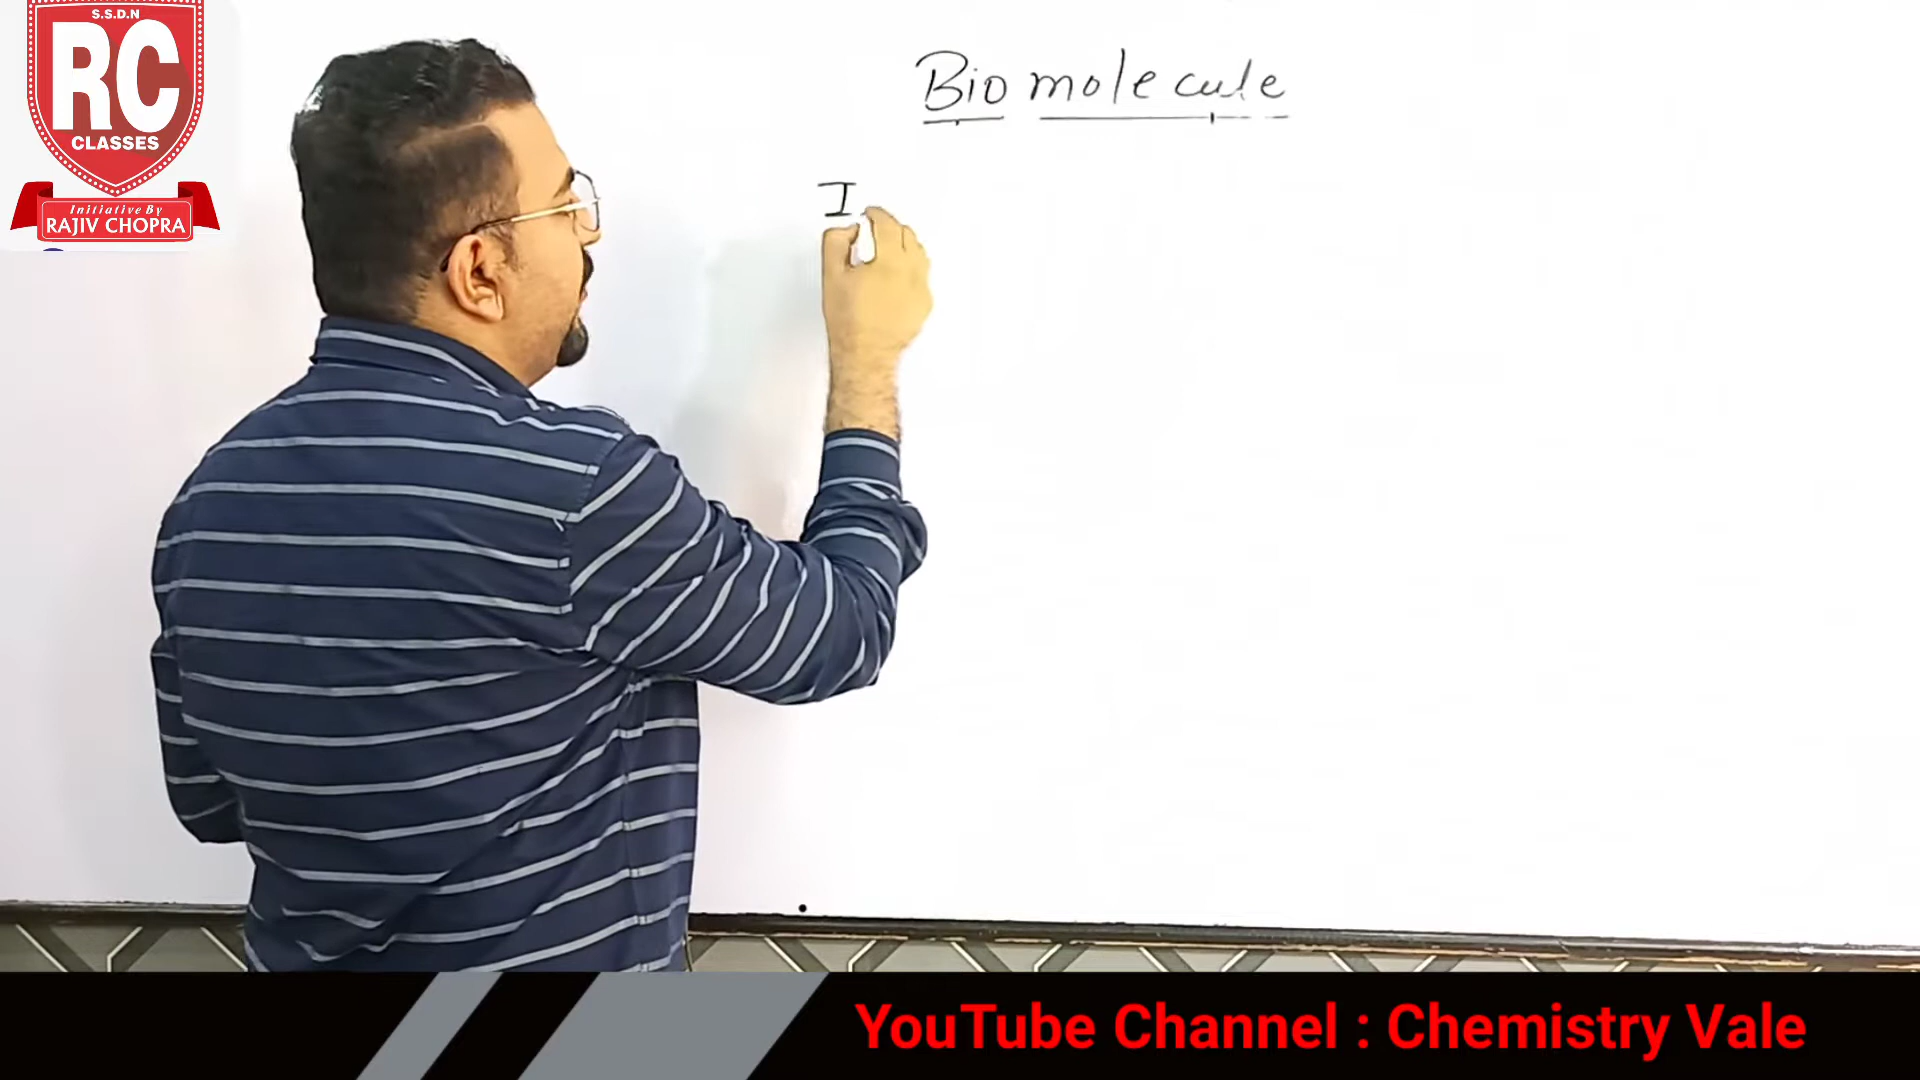 S.S.D.N
RC
CLASSES
Initiative By
RAJIV CHOPRA
Bio molecule
I
YouTube Channel : Chemistry Vale